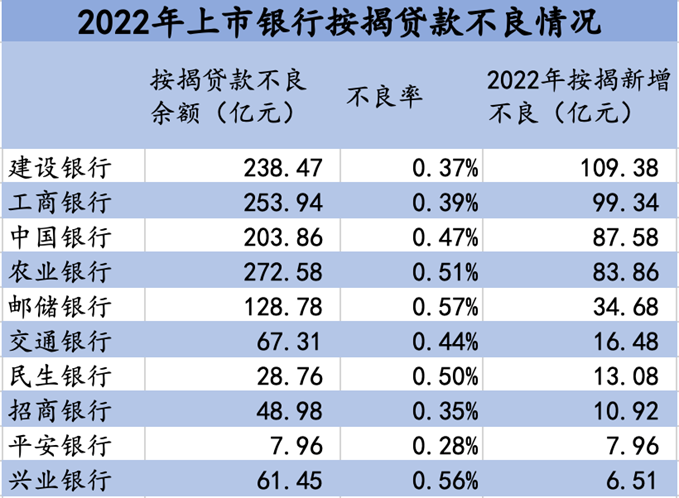 2022年上市银行按揭贷款不良情况
按揭贷款不良余额（亿元） 不良率 2022年按揭新增不良（亿元）
建设银行 238.47 0.37% 109.38
工商银行 253.94 0.39% 99.34
中国银行 203.86 0.47% 87.58
农业银行 272.58 0.51% 83.86
邮储银行 128.78 0.57% 34.68
交通银行 67.31 0.44% 16.48
民生银行 28.76 0.50% 13.08
招商银行 48.98 0.35% 10.92
平安银行 7.96 0.28% 7.96
兴业银行 61.45 0.56% 6.51